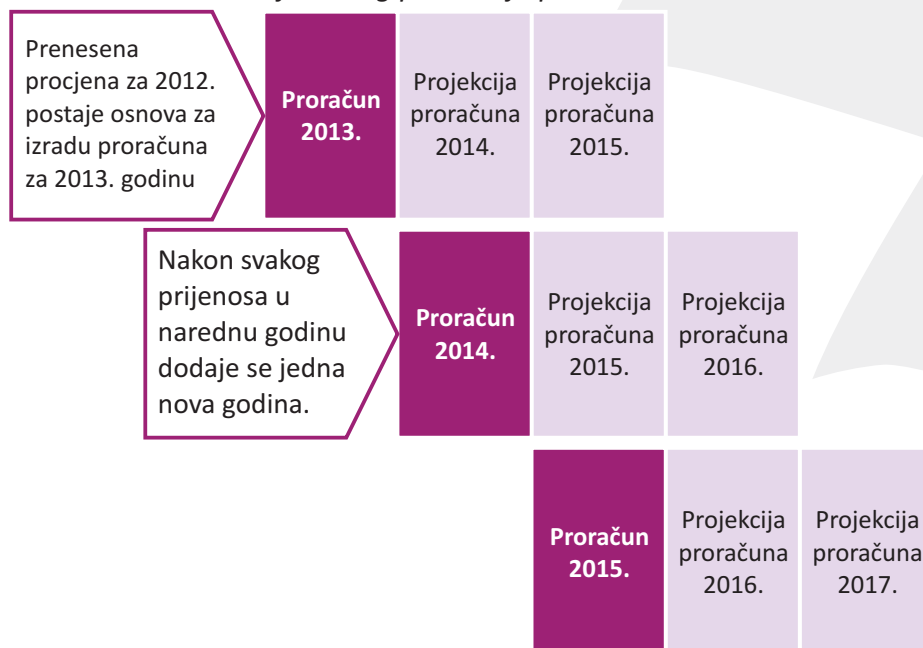 Prenesena
procjena za 2012.
postaje osnova za
izradu proračuna
za 2013. godinu
Proračun
2013.
Projekcija
proračuna
2014.
Projekcija
proračuna
2015.
Nakon svakog
prijenosa u
narednu godinu
dodaje se jedna
nova godina.
Proračun
2014.
Projekcija
proračuna
2015.
Projekcija
proračuna
2016.
Proračun
2015.
Projekcija
proračuna
2016.
Projekcija
proračuna
2017.